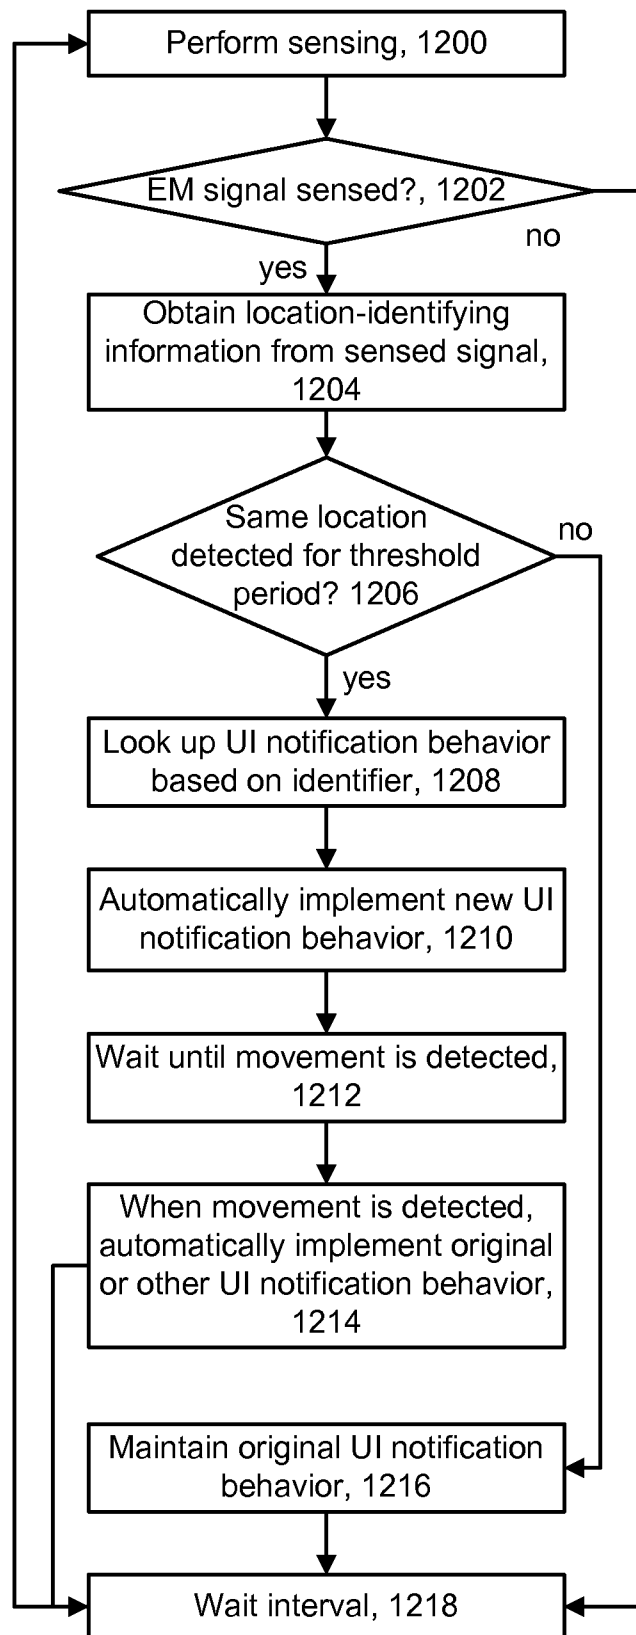 Perform sensing, 1200
EM signal sensed?, 1202
no
yes
Obtain location-identifying
information from sensed signal,
1204
Same location
detected for threshold
period? 1206
no
yes
Look up UI notification behavior
based on identifier, 1208
Automatically implement new UI
notification behavior, 1210
Wait until movement is detected,
1212
When movement is detected,
automatically implement original
or other UI notification behavior,
1214
Maintain original UI notification
behavior, 1216
Wait interval, 1218